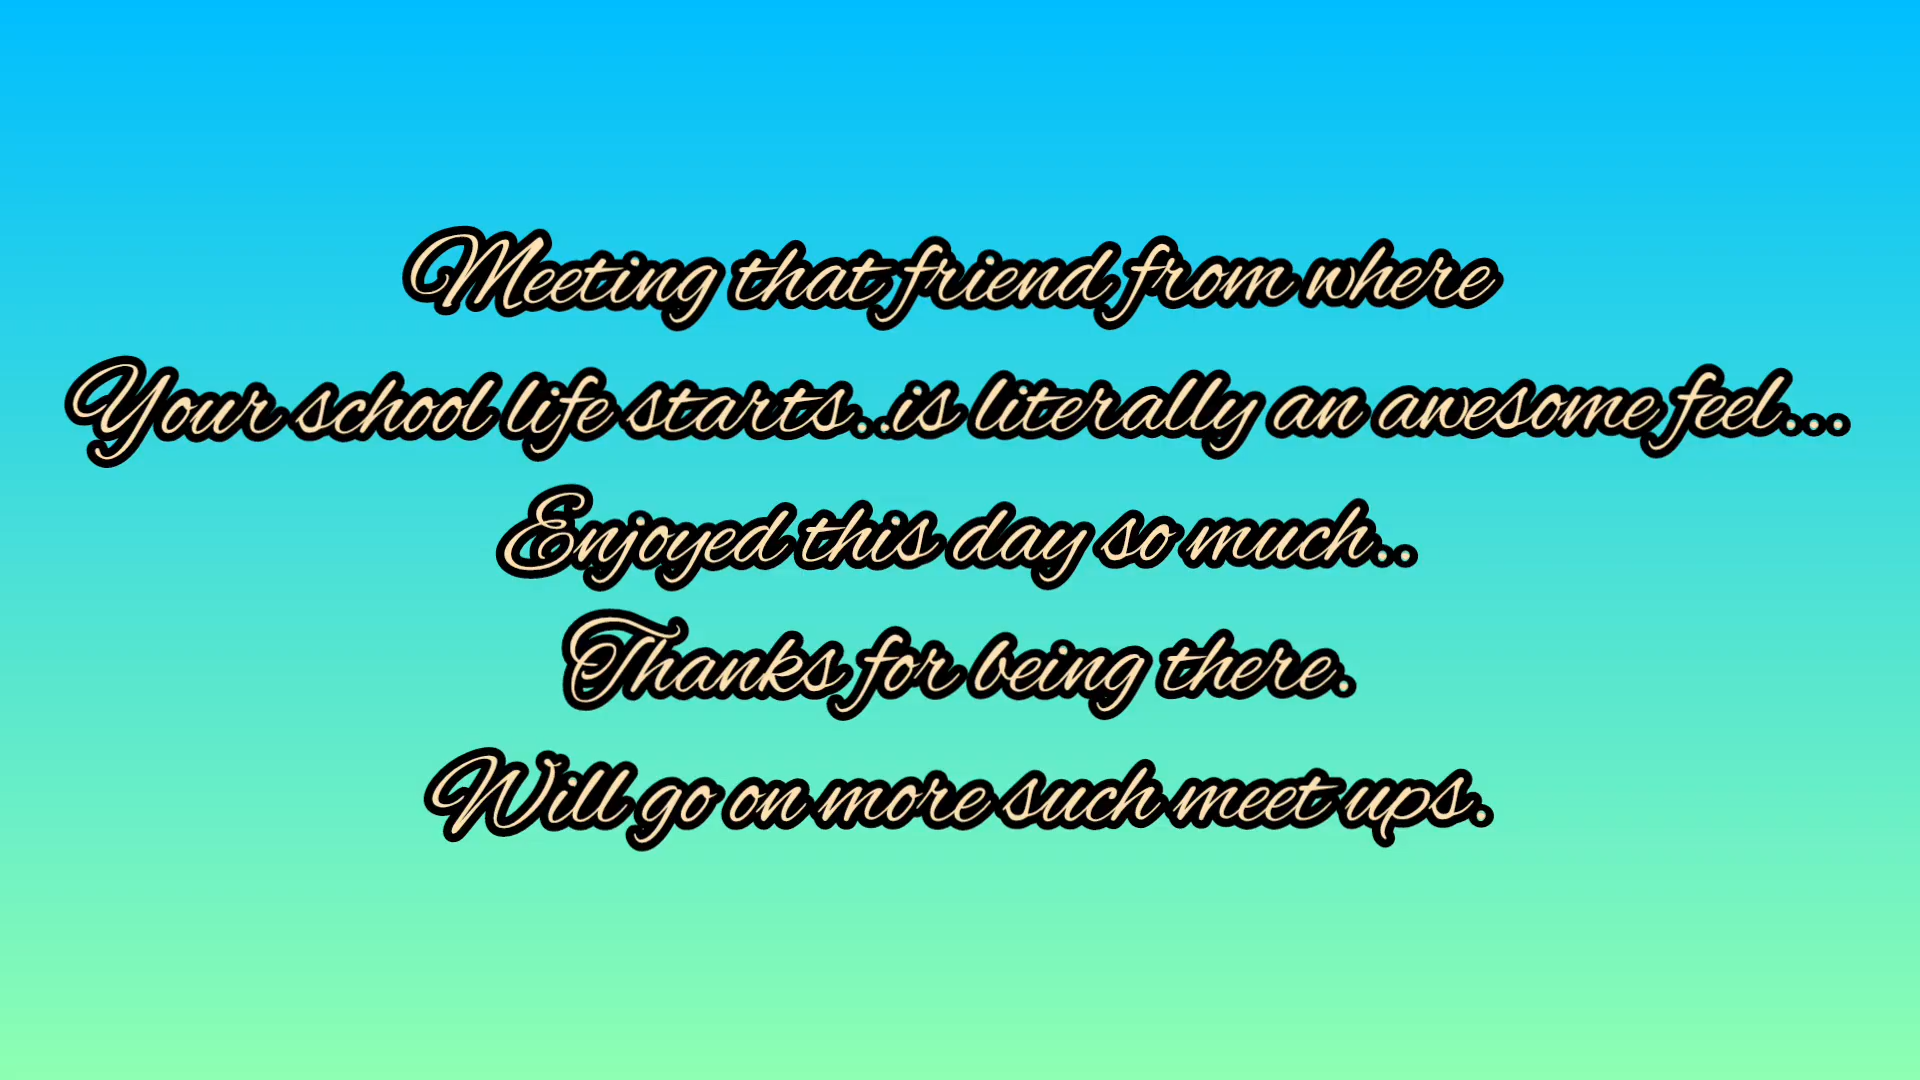 Meeting that friend from where
Your school life starts..is literally an awesome feel...
Enjoyed this day so much..
Thanks for being there.
Will go on more such meet ups.